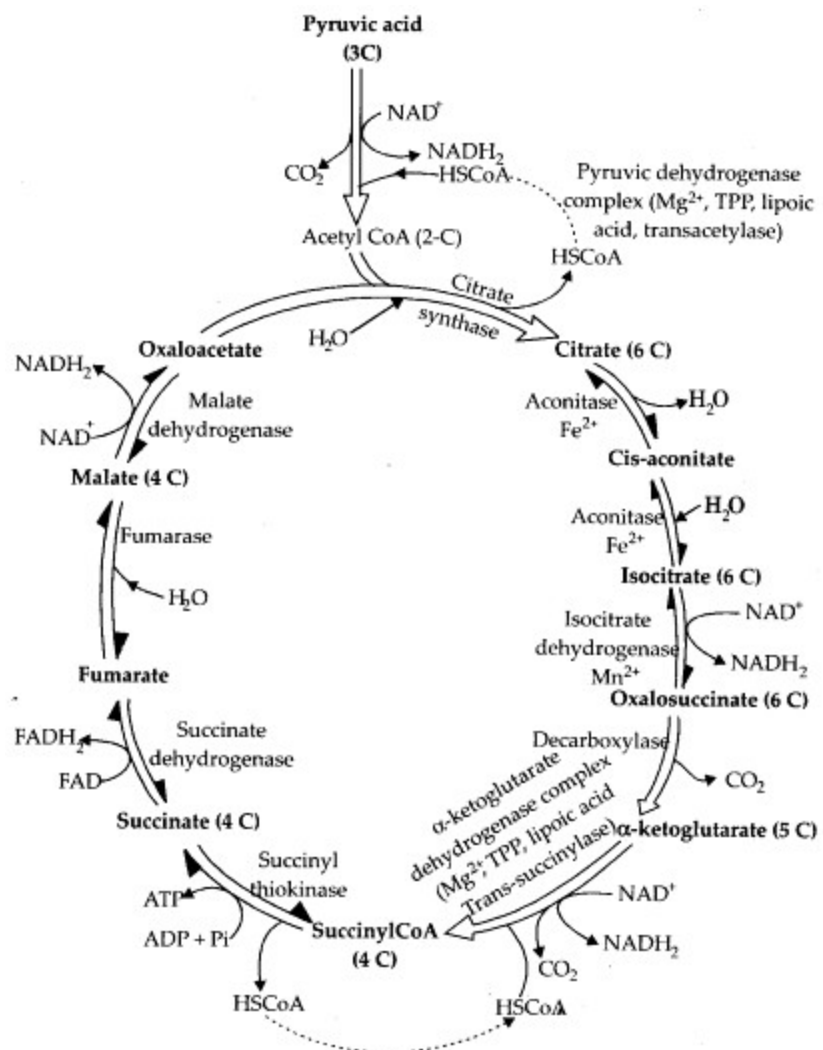 Pyruvic acid
(3C)
NAD⁺
CO₂
NADH₂
HSCoA
Pyruvic dehydrogenase
complex (Mg²⁺, TPP, lipoic
acid, transacetylase)
HSCoA
Acetyl CoA (2-C)
Citrate
synthase
H₂O
Oxaloacetate
Citrate (6 C)
NADH₂
NAD⁺
Malate
dehydrogenase
Aconitase
Fe²⁺
H₂O
Cis-aconitate
Malate (4 C)
Fumarase
H₂O
Aconitase
Fe²⁺
H₂O
Isocitrate (6 C)
Isocitrate
dehydrogenase
Mn²⁺
NAD⁺
NADH₂
Fumarate
Oxalosuccinate (6 C)
FADH₂
FAD
Succinate
dehydrogenase
Decarboxylase
CO₂
α-ketoglutarate
dehydrogenase complex
(Mg²⁺, TPP, lipoic acid
Trans-succinylase)
α-ketoglutarate (5 C)
Succinate (4 C)
Succinyl
thiokinase
ATP
ADP + Pi
SuccinylCoA
(4 C)
NAD⁺
NADH₂
CO₂
HSCoA
HSCoA